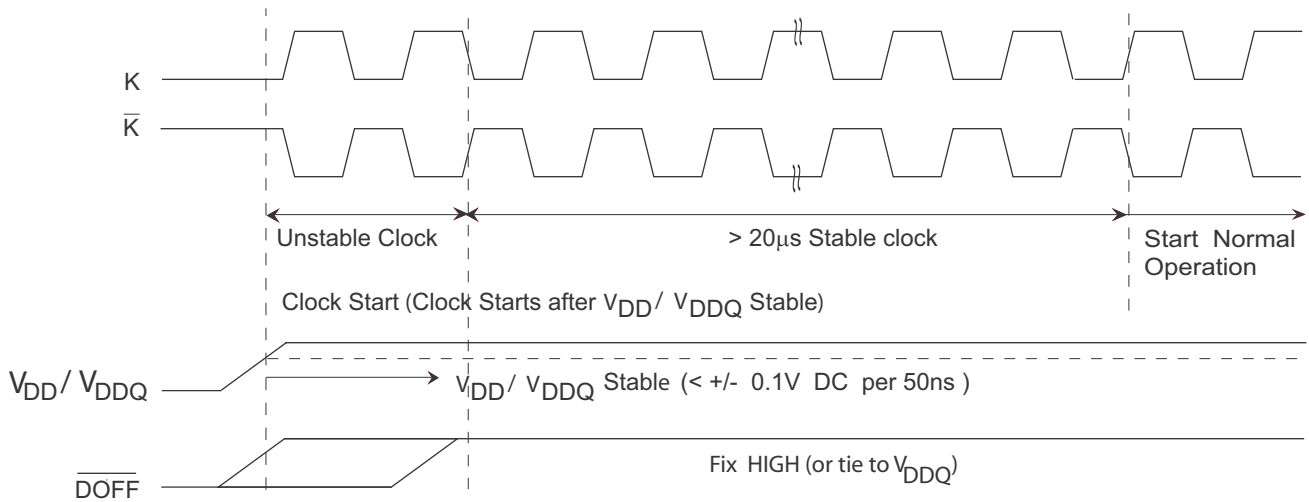 K
K̅
Unstable Clock
> 20μs Stable clock
Start Normal
Operation
Clock Start (Clock Starts after VDD / VDDQ Stable)
VDD / VDDQ
VDD / VDDQ Stable (< +/- 0.1V DC per 50ns )
D̅O̅F̅F̅
Fix HIGH (or tie to VDDQ)